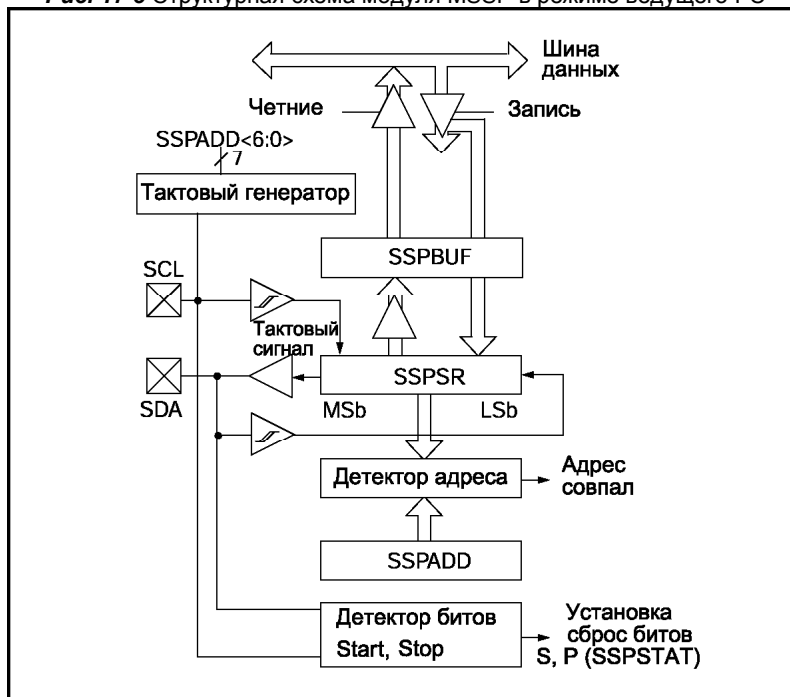 Рис. 17-8 Структурная схема модуля MSSP в режиме ведущего I²C
Шина
данных
Четние
Запись
SSPADD<6:0>
7
Тактовый генератор
SSPBUF
SCL
Тактовый
сигнал
SSPSR
SDA
MSb
LSb
Детектор адреса
Адрес
совпал
SSPADD
Детектор битов
Start, Stop
Установка
сброс битов
S, P (SSPSTAT)